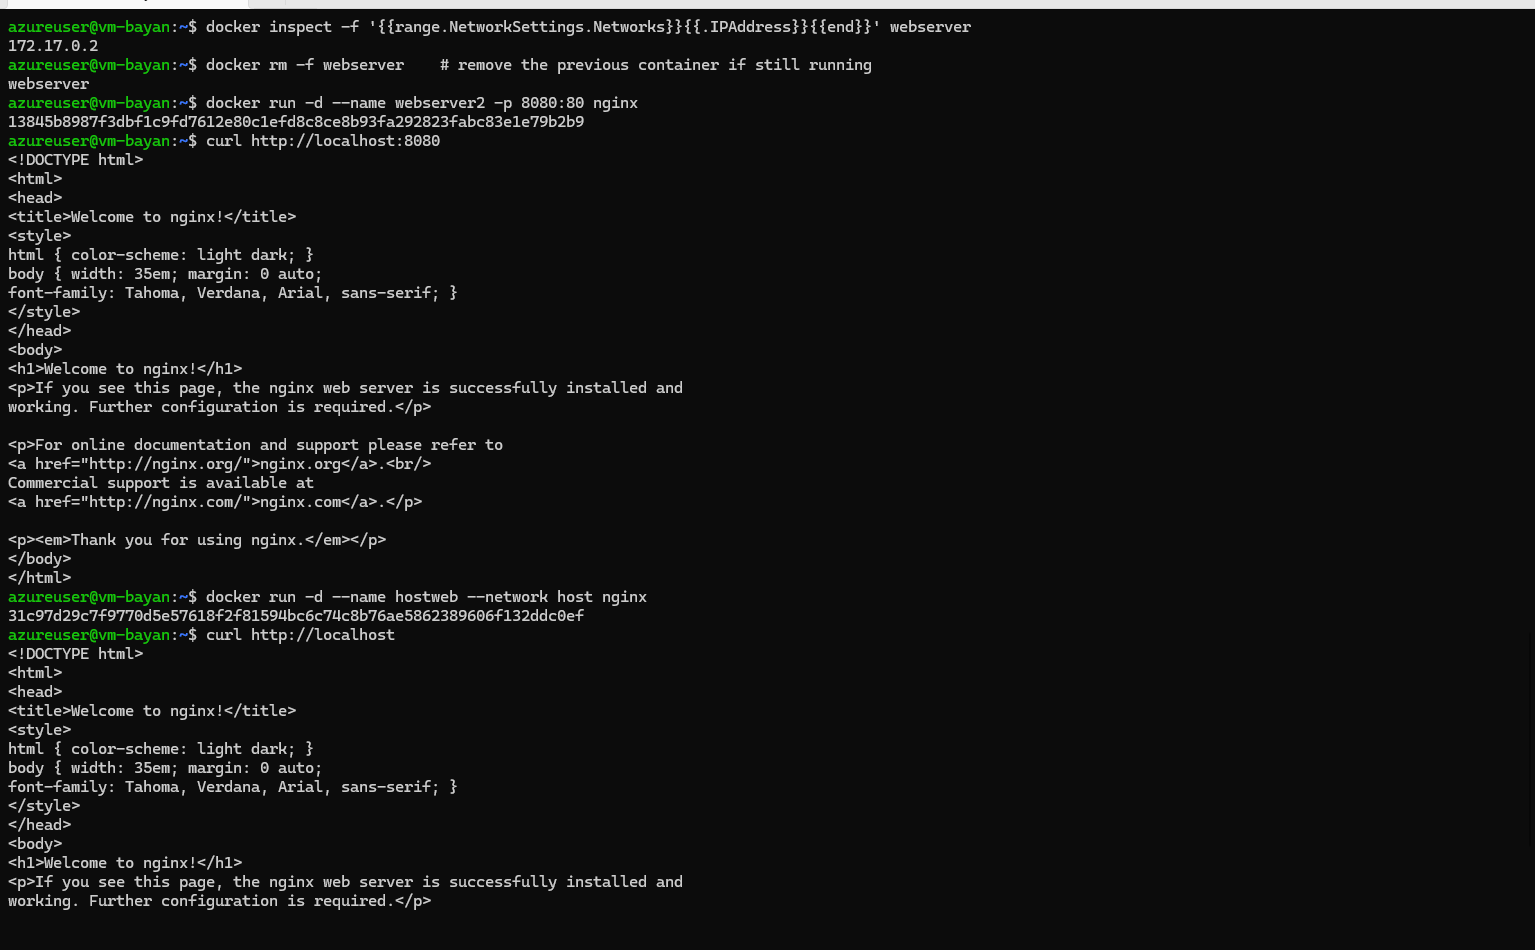 azureuser@vm-bayan:~$ docker inspect -f '{{range.NetworkSettings.Networks}}{{.IPAddress}}{{end}}' webserver
172.17.0.2
azureuser@vm-bayan:~$ docker rm -f webserver    # remove the previous container if still running
webserver
azureuser@vm-bayan:~$ docker run -d --name webserver2 -p 8080:80 nginx
13845b8987f3dbf1c9fd7612e80c1efd8c8ce8b93fa292823fabc83e1e79b2b9
azureuser@vm-bayan:~$ curl http://localhost:8080
<!DOCTYPE html>
<html>
<head>
<title>Welcome to nginx!</title>
<style>
html { color-scheme: light dark; }
body { width: 35em; margin: 0 auto;
font-family: Tahoma, Verdana, Arial, sans-serif; }
</style>
</head>
<body>
<h1>Welcome to nginx!</h1>
<p>If you see this page, the nginx web server is successfully installed and
working. Further configuration is required.</p>

<p>For online documentation and support please refer to
<a href="http://nginx.org/">nginx.org</a>.<br/>
Commercial support is available at
<a href="http://nginx.com/">nginx.com</a>.</p>

<p><em>Thank you for using nginx.</em></p>
</body>
</html>
azureuser@vm-bayan:~$ docker run -d --name hostweb --network host nginx
31c97d29c7f9770d5e57618f2f81594bc6c74c8b76ae5862389606f132ddc0ef
azureuser@vm-bayan:~$ curl http://localhost
<!DOCTYPE html>
<html>
<head>
<title>Welcome to nginx!</title>
<style>
html { color-scheme: light dark; }
body { width: 35em; margin: 0 auto;
font-family: Tahoma, Verdana, Arial, sans-serif; }
</style>
</head>
<body>
<h1>Welcome to nginx!</h1>
<p>If you see this page, the nginx web server is successfully installed and
working. Further configuration is required.</p>